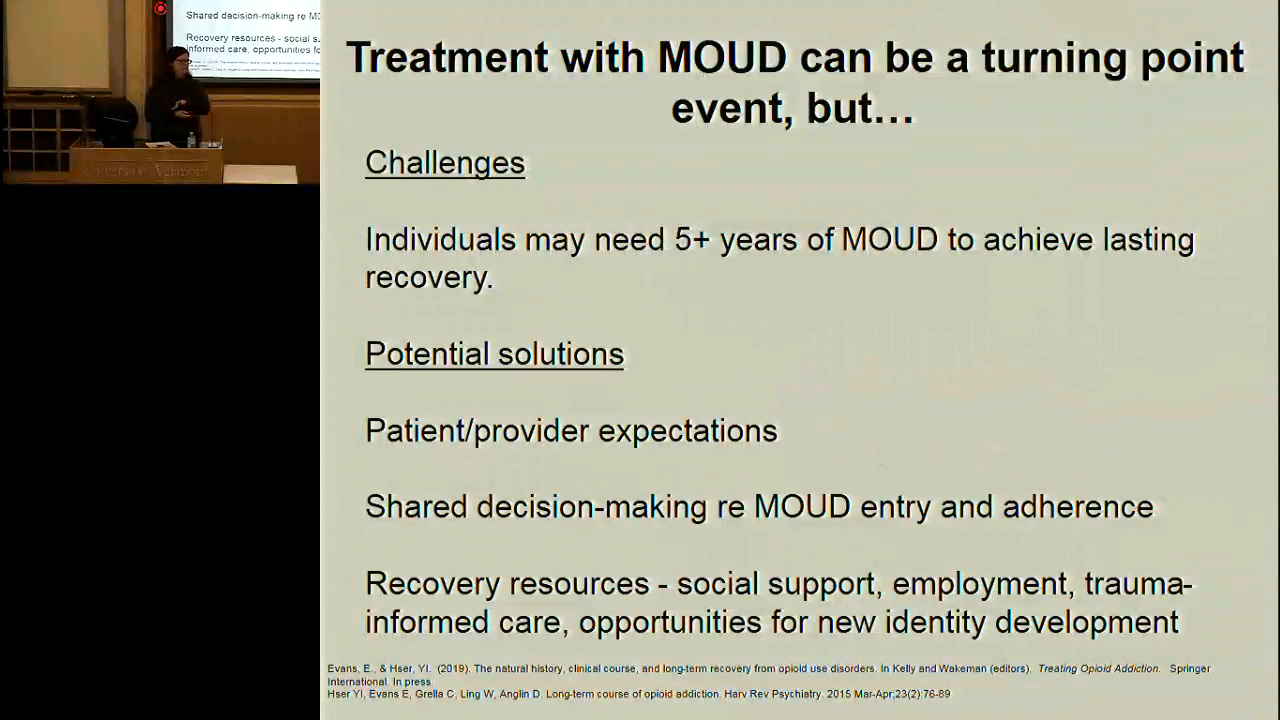 Shared decision-making re MO
Recovery resources - social s
informed care, opportunities fo
Treatment with MOUD can be a turning point
event, but…
Challenges
Individuals may need 5+ years of MOUD to achieve lasting
recovery.
Potential solutions
Patient/provider expectations
Shared decision-making re MOUD entry and adherence
Recovery resources - social support, employment, trauma-
informed care, opportunities for new identity development
Evans, E., & Hser, YI. (2019). The natural history, clinical course, and long-term recovery from opioid use disorders. In Kelly and Wakeman (editors), Treating Opioid Addiction. Springer
International. In press.
Hser YI, Evans E, Grella C, Ling W, Anglin D. Long-term course of opioid addiction. Harv Rev Psychiatry. 2015 Mar-Apr;23(2):76-89